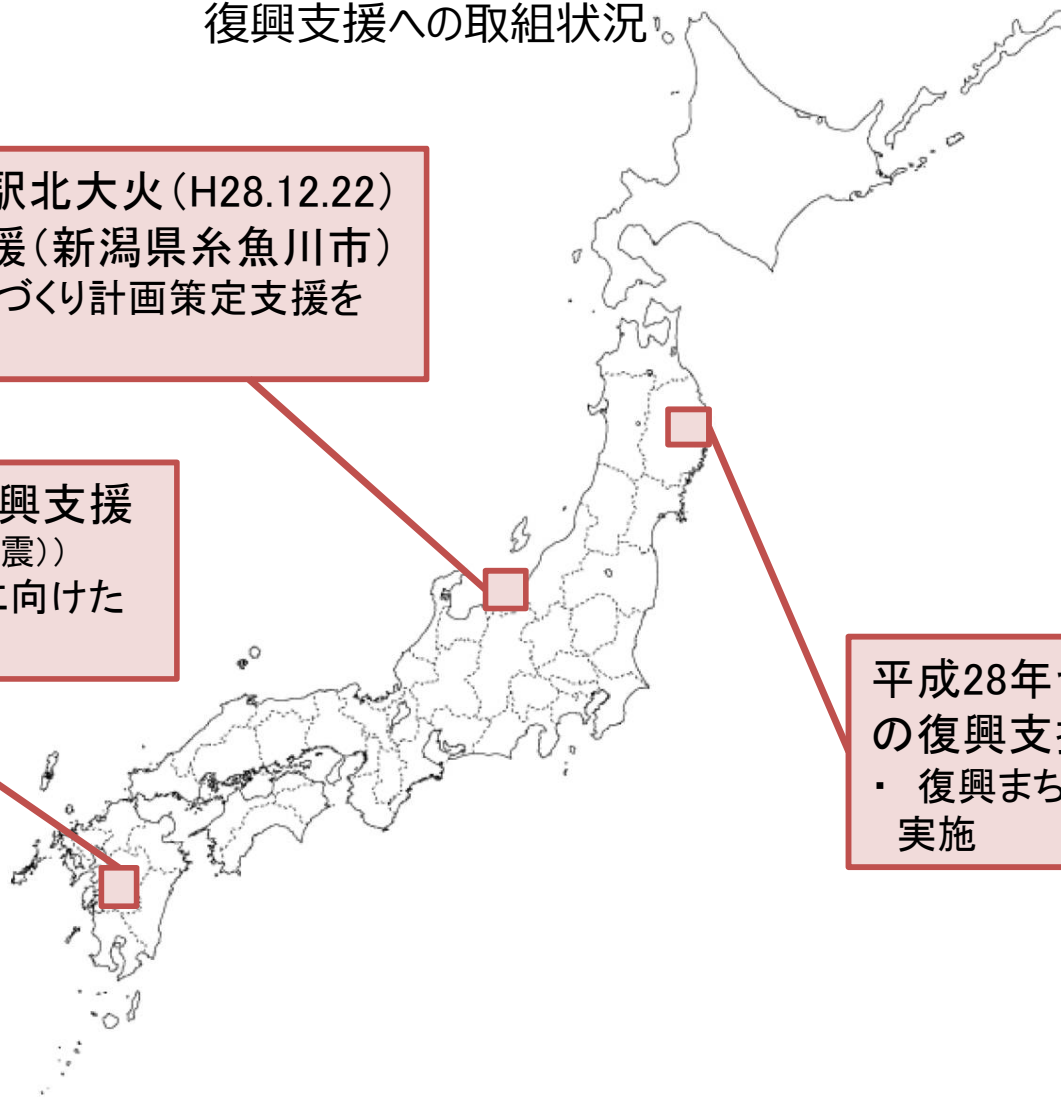 復興支援への取組状況
駅北大火(H28.12.22)
援(新潟県糸魚川市)
づくり計画策定支援を
興支援
震))
に向けた
平成28年
の復興支
・ 復興まち
実施